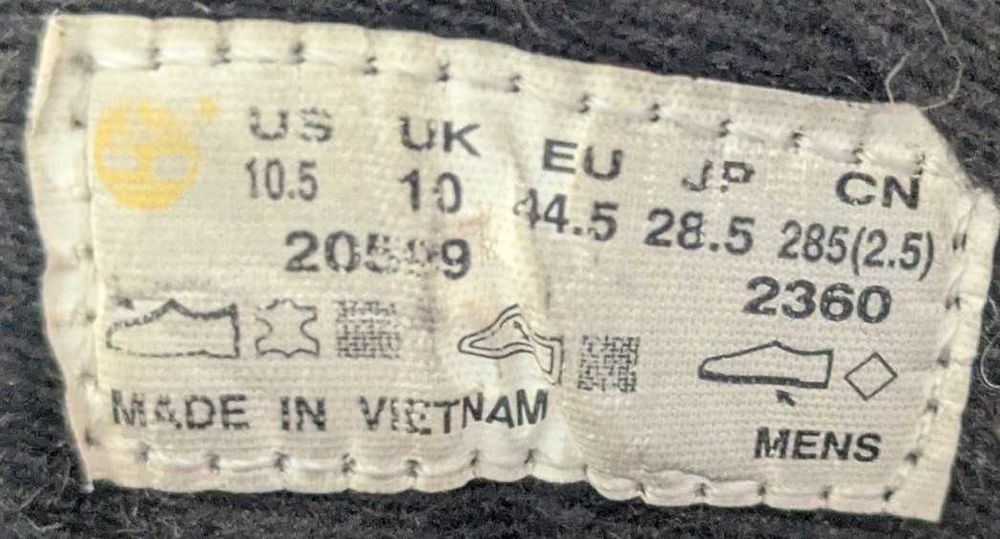 US UK EU JP CN
10.5 10 44.5 28.5 285(2.5)
2360
MADE IN VIETNAM
MENS